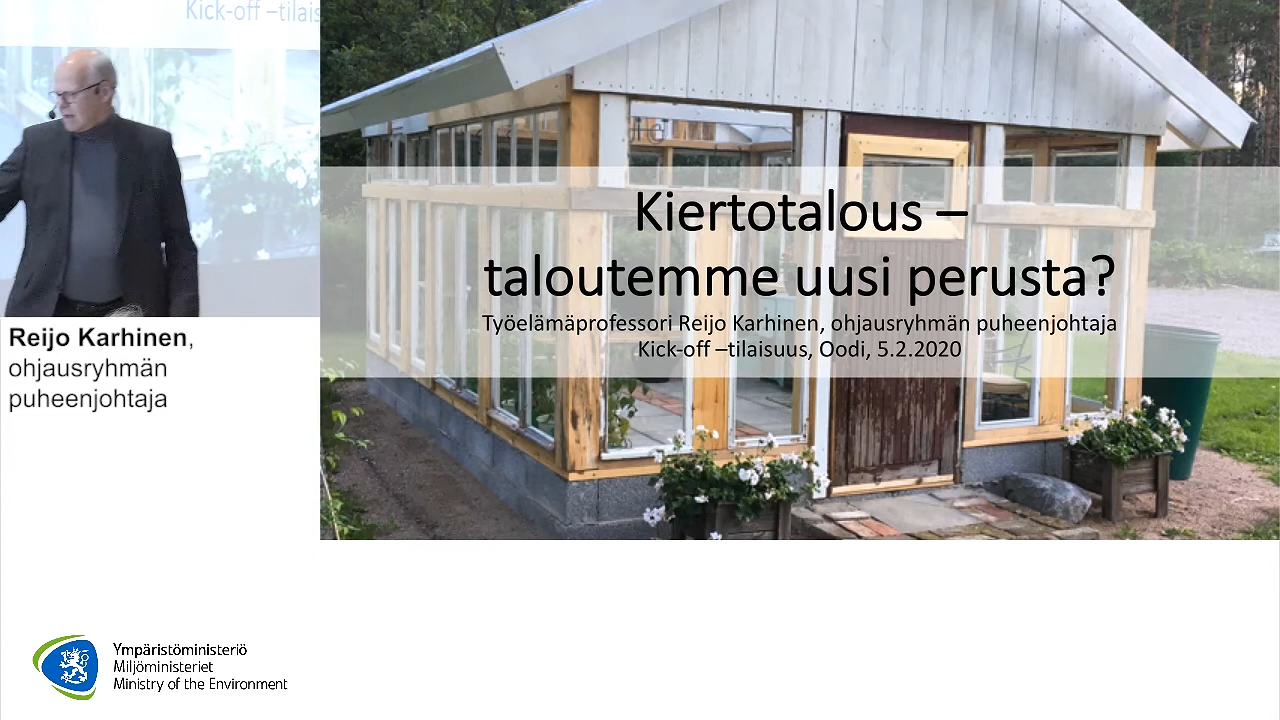 Kick-off –tilais
Reijo Karhinen,
ohjausryhmän
puheenjohtaja
Kiertotalous –
taloutemme uusi perusta?
Työelämäprofessori Reijo Karhinen, ohjausryhmän puheenjohtaja
Kick-off –tilaisuus, Oodi, 5.2.2020
Ympäristöministeriö
Miljöministeriet
Ministry of the Environment